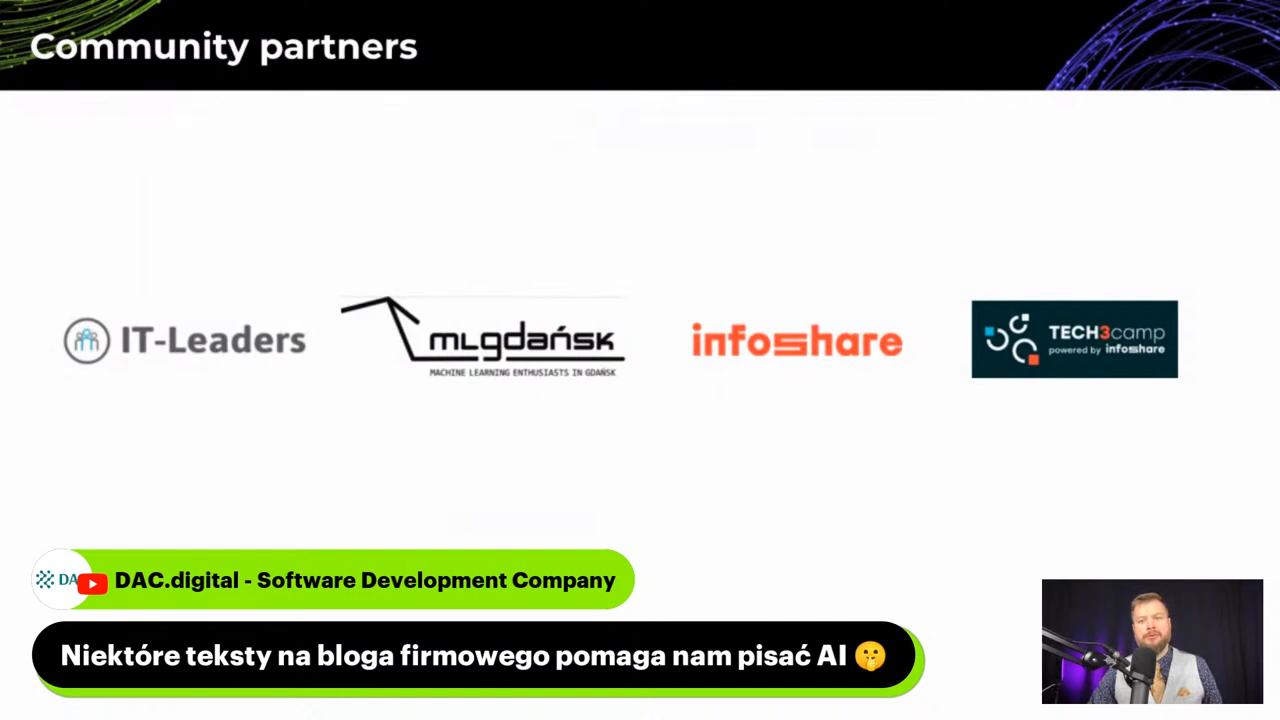 Community partners
IT-Leaders
mlgdańsk
MACHINE LEARNING ENTHUSIASTS IN GDAŃSK
infoshare
TECH3camp
powered by infoshare
DA
DAC.digital - Software Development Company
Niektóre teksty na bloga firmowego pomaga nam pisać AI 🤫